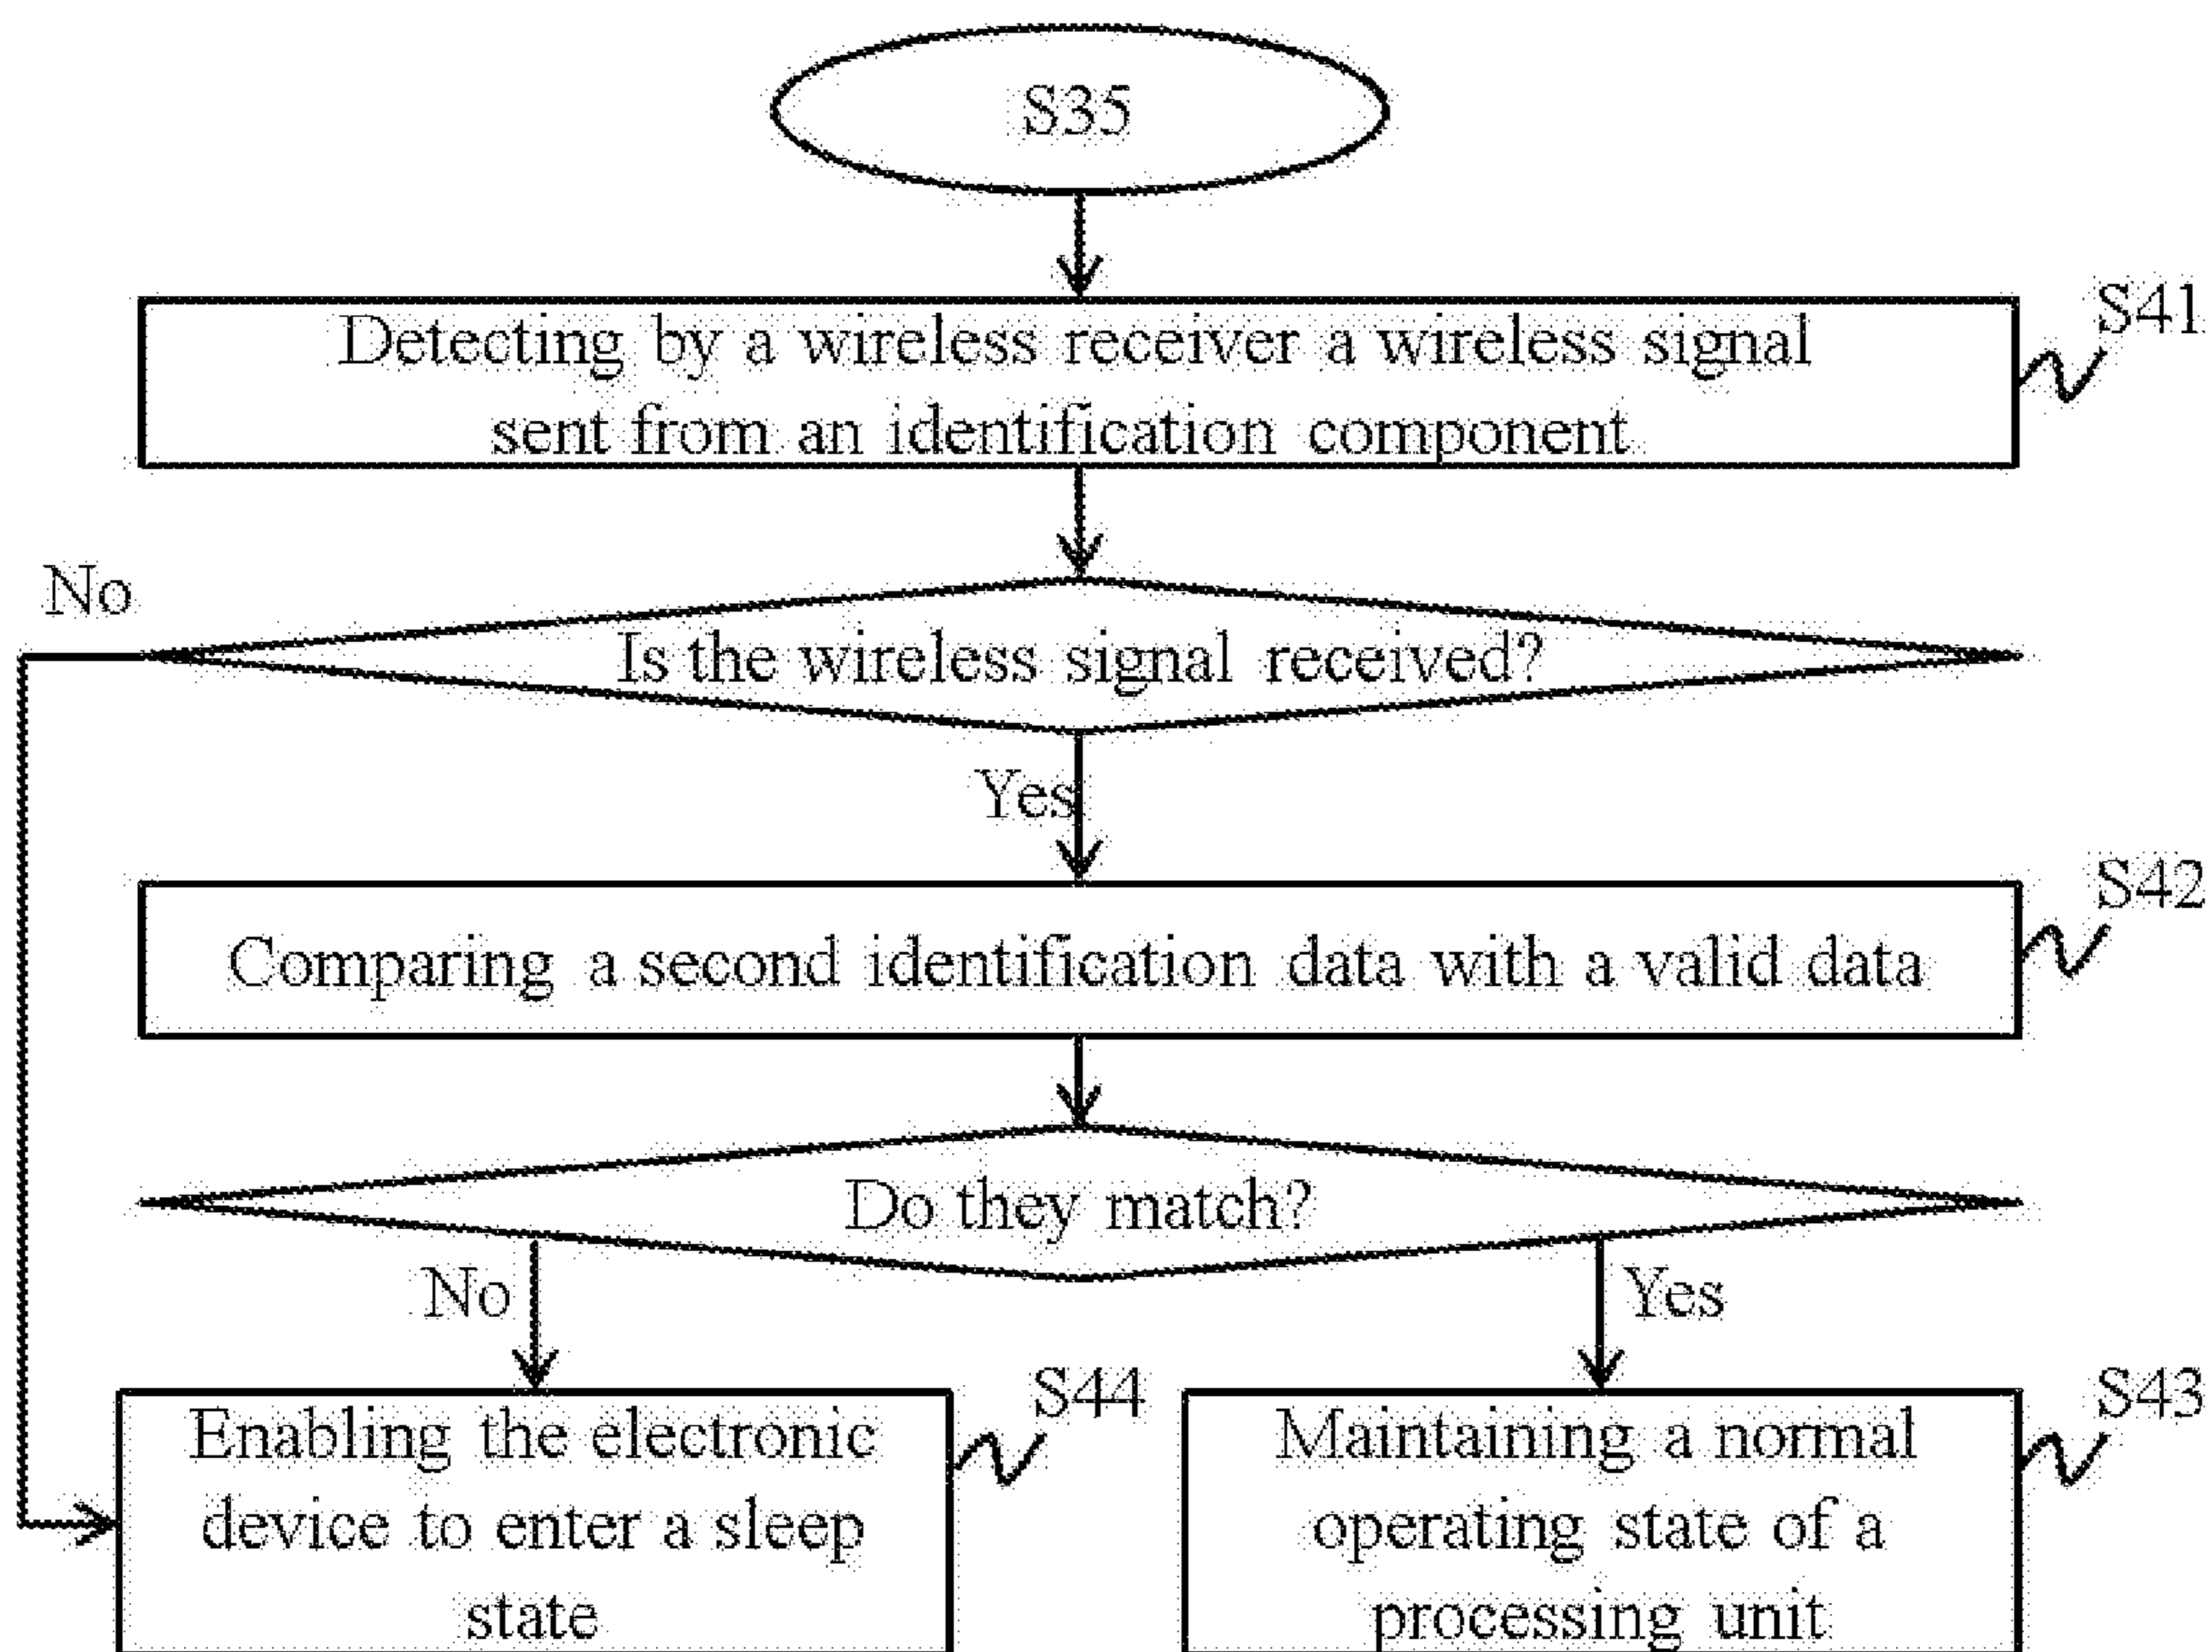 S35
Detecting by a wireless receiver a wireless signal
sent from an identification component
S41
No
Is the wireless signal received?
Yes
Comparing a second identification data with a valid data
S42
Do they match?
No
Yes
Enabling the electronic
device to enter a sleep
state
S44
Maintaining a normal
operating state of a
processing unit
S43